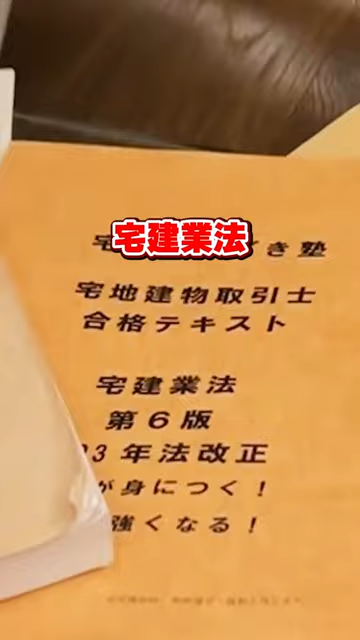 宅建業法
き塾
宅地建物取引士
合格テキスト
宅建業法
第6版
3年法改正
が身につく!
強くなる!